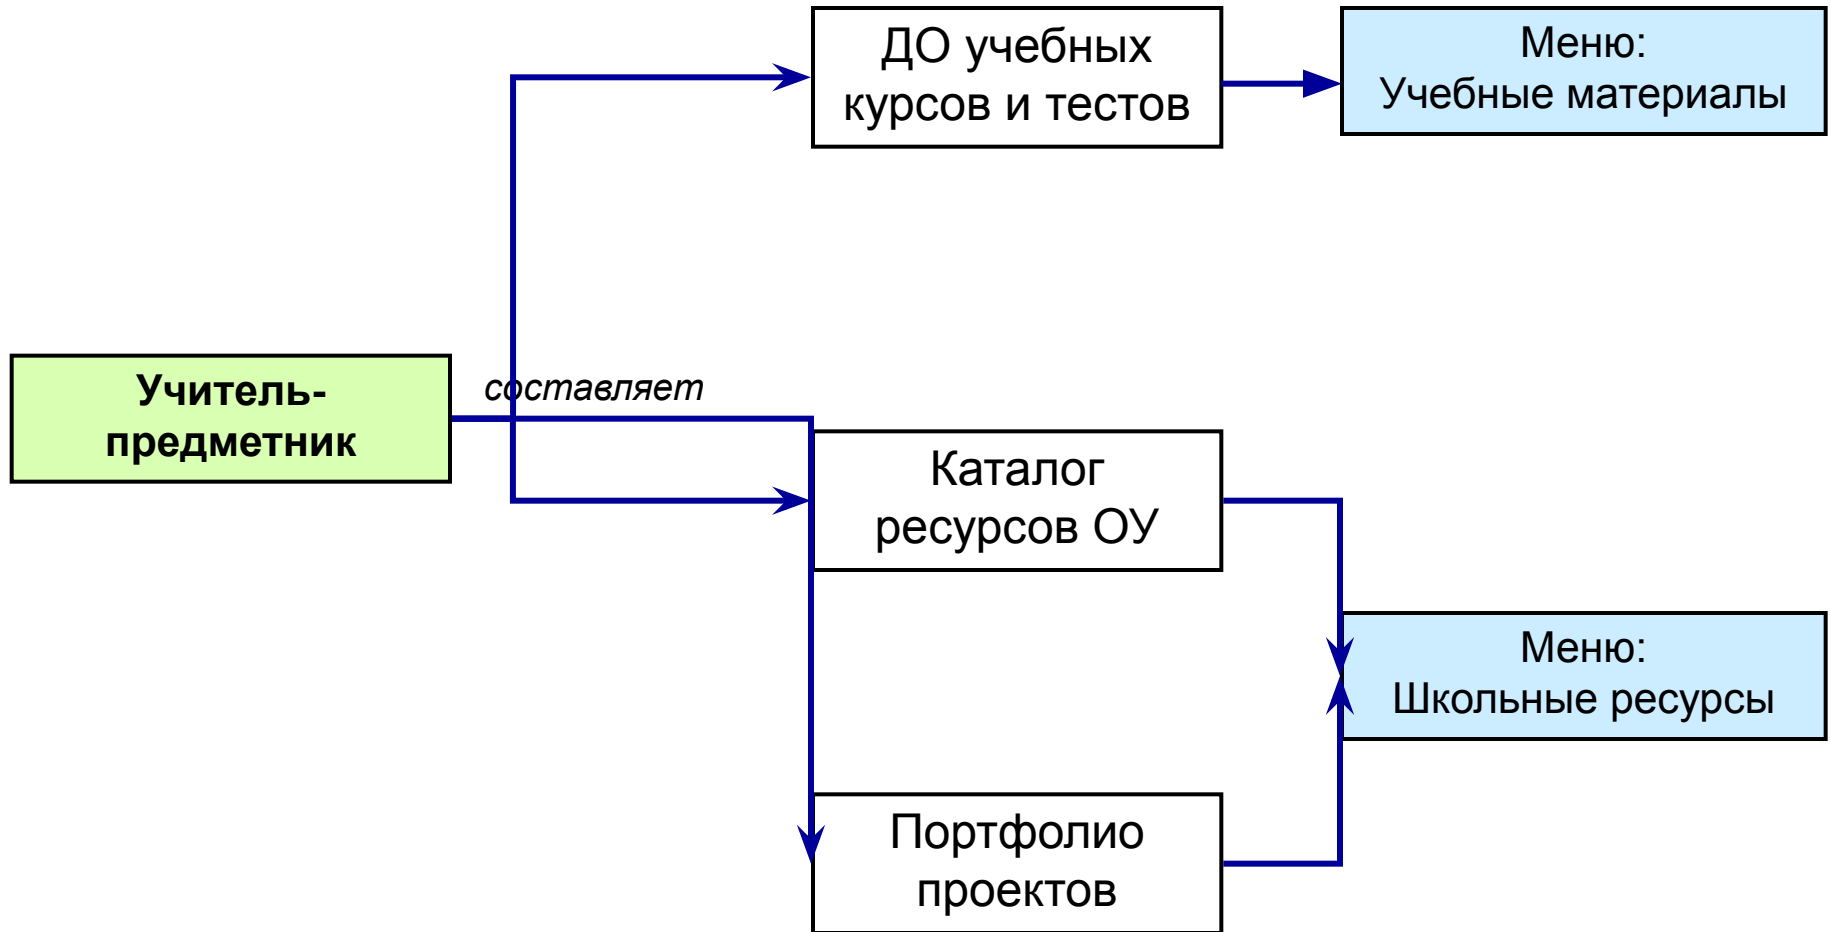 ДО учебных
курсов и тестов
Меню:
Учебные материалы
Учитель-
предметник
составляет
Каталог
ресурсов ОУ
Меню:
Школьные ресурсы
Портфолио
проектов